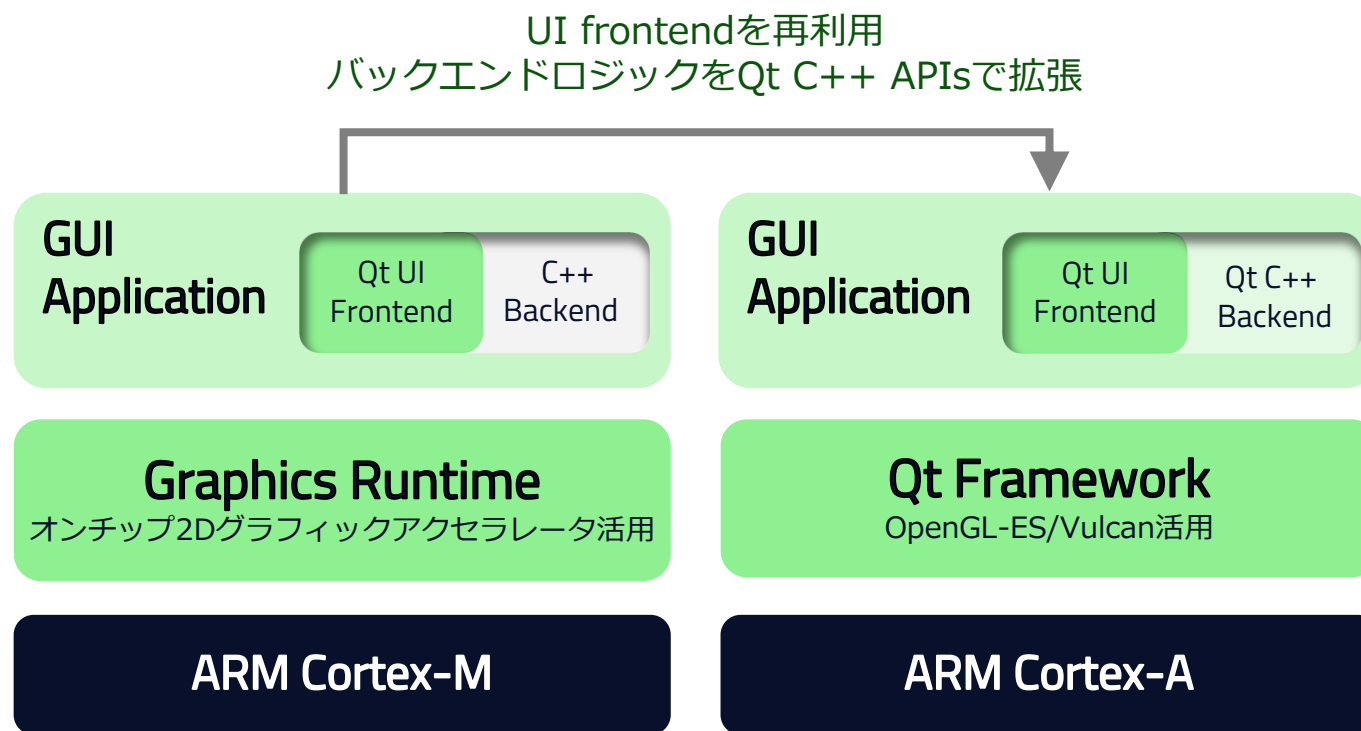 UI frontendを再利用
バックエンドロジックをQt C++ APIsで拡張
GUI
Application
Qt UI
Frontend
C++
Backend
GUI
Application
Qt UI
Frontend
Qt C++
Backend
Graphics Runtime
オンチップ2Dグラフィックアクセラレータ活用
Qt Framework
OpenGL-ES/Vulcan活用
ARM Cortex-M
ARM Cortex-A